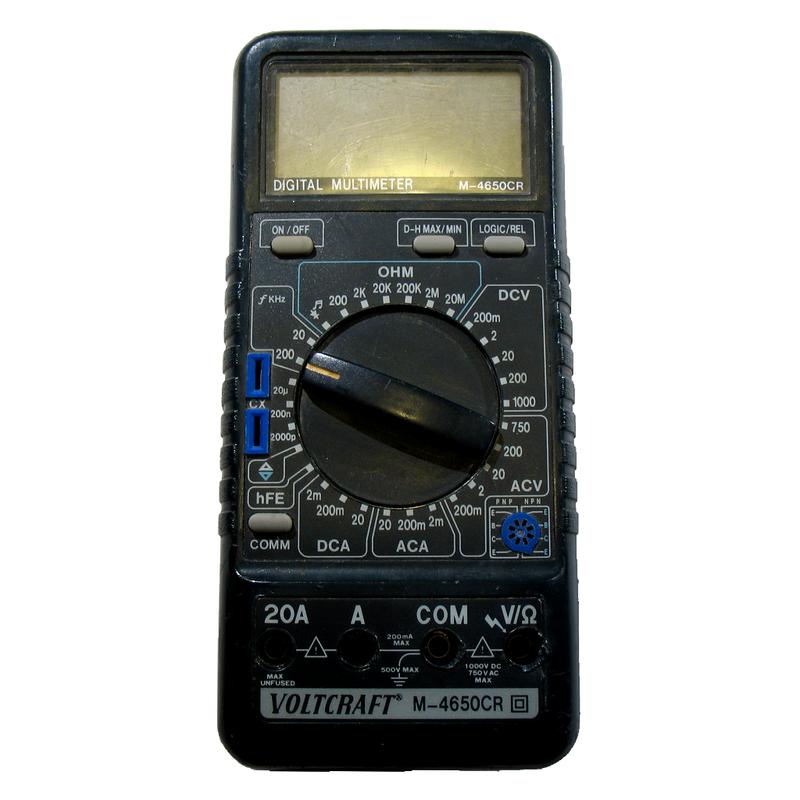 DIGITAL MULTIMETER M-4650CR
ON / OFF D-H MAX/MIN LOGIC/REL
OHM
200 2K 20K 200K 2M 20M
ƒ KHz
20
200
DCV
200m
2
20
200
1000
CX
20µ
200n
2000p
750
200
20
2
200m
ACV
hFE
COMM
2m
200m
20
DCA
20
200m
2m
ACA
PNP NPN
E E
B B
C C
E E
20A A COM V/Ω
MAX
UNFUSED
200mA
MAX
500V MAX
1000V DC
750V AC
MAX
VOLTCRAFT® M-4650CR